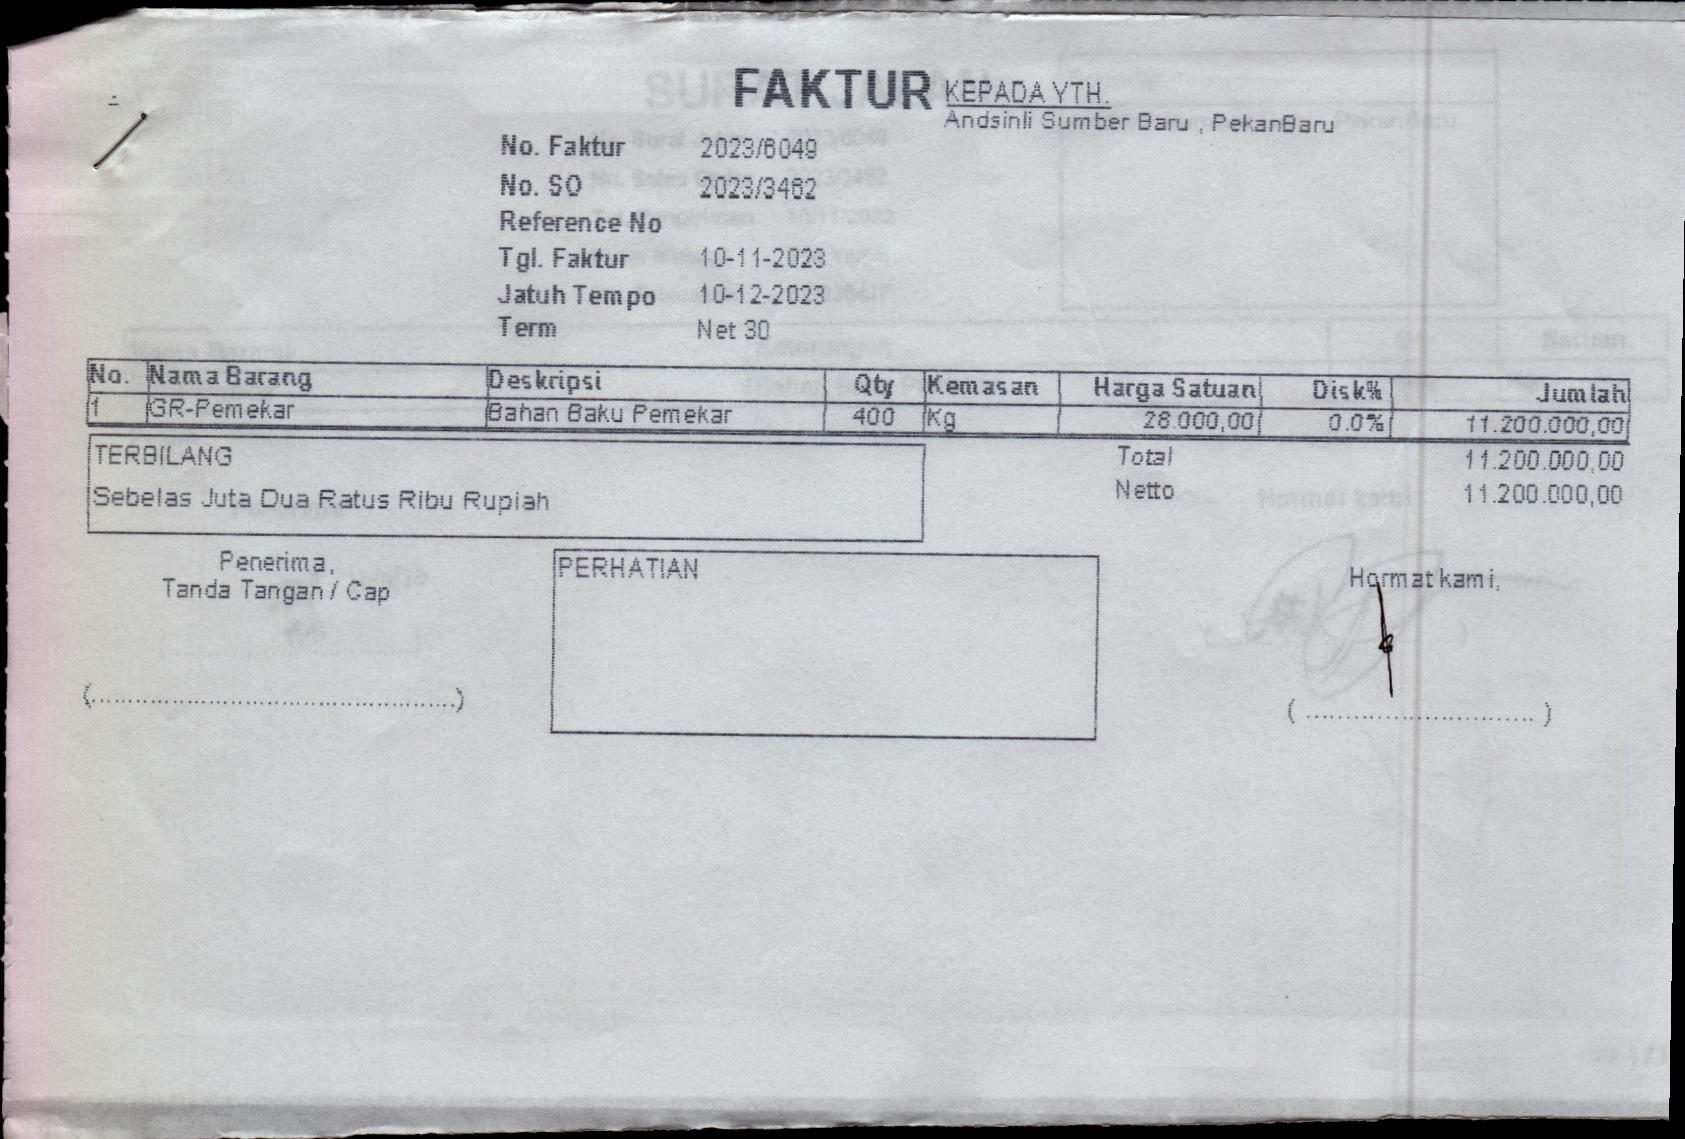 FAKTUR
KEPADA YTH.
Andsinli Sumber Baru , PekanBaru
No. Faktur 2023/6049
No. SO 2023/3462
Reference No
Tgl. Faktur 10-11-2023
Jatuh Tempo 10-12-2023
Term Net 30
No. Nama Barang Deskripsi Qty Kemasan Harga Satuan Disk% Jumlah
1 GR-Pemekar Bahan Baku Pemekar 400 Kg 28.000,00 0.0% 11.200.000,00
TERBILANG
Sebelas Juta Dua Ratus Ribu Rupiah
Total 11.200.000,00
Netto 11.200.000,00
Penerima,
Tanda Tangan / Cap
(.................................................)
PERHATIAN
Hormat kami,
( .............................. )